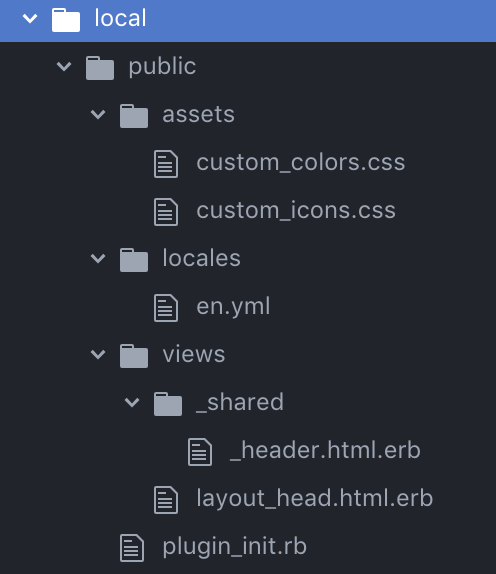 local
public
assets
custom_colors.css
custom_icons.css
locales
en.yml
views
_shared
_header.html.erb
layout_head.html.erb
plugin_init.rb